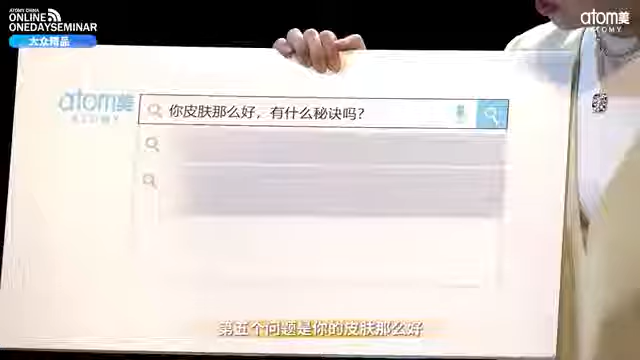 ATOMY CHINA
ONLINE
ONEDAYSEMINAR
大众精品
atom美
ATOMY
atom美
ATOMY
你皮肤那么好，有什么秘诀吗？
第五个问题是你的皮肤那么好